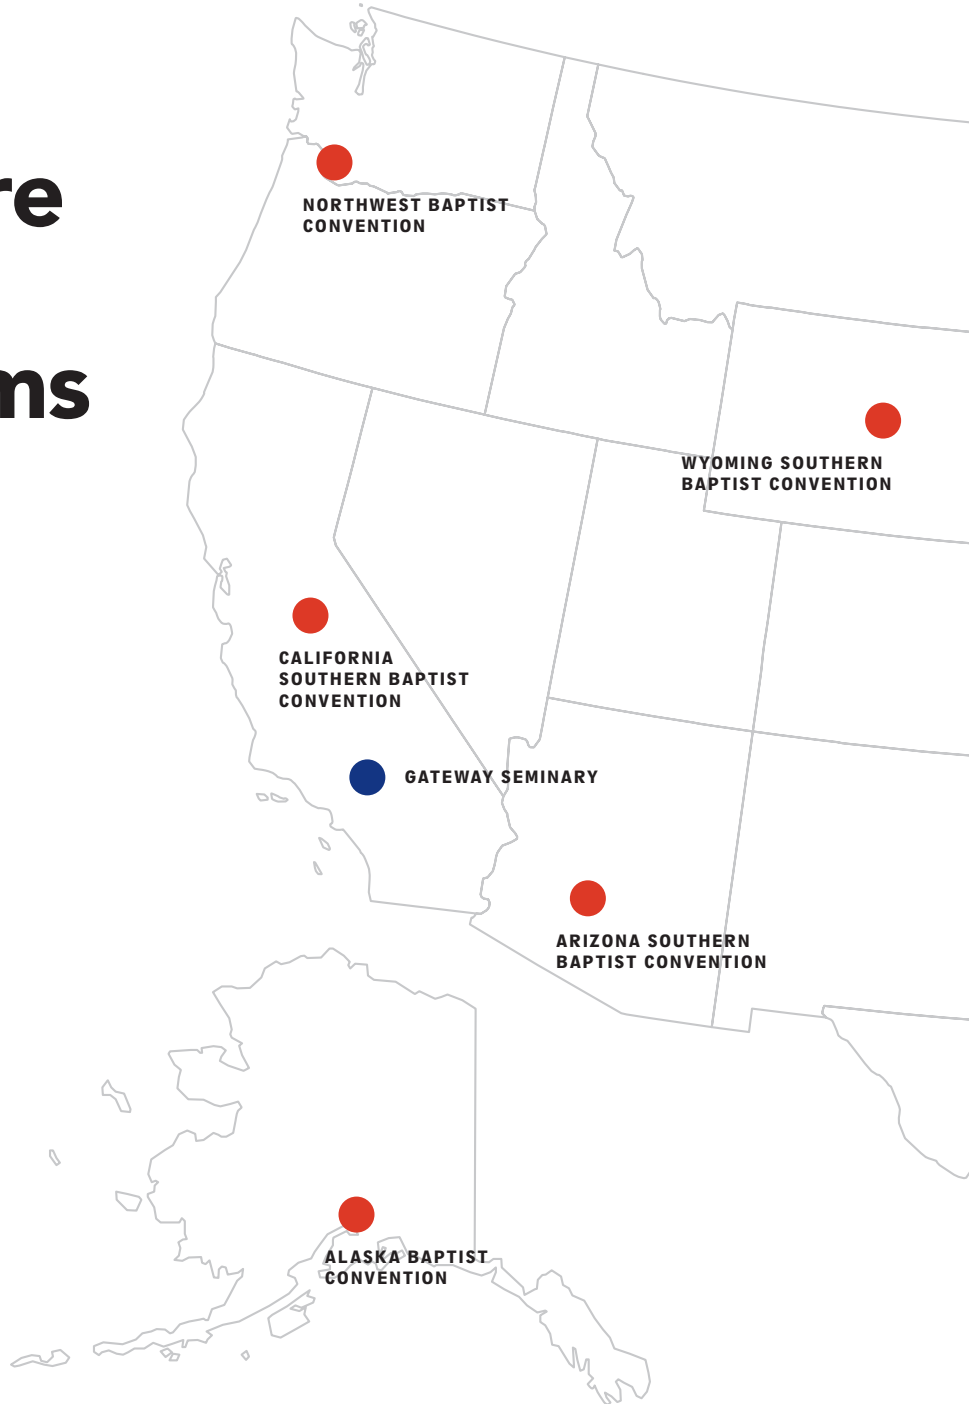 re
ms
NORTHWEST BAPTIST
CONVENTION
WYOMING SOUTHERN
BAPTIST CONVENTION
CALIFORNIA
SOUTHERN BAPTIST
CONVENTION
GATEWAY SEMINARY
ARIZONA SOUTHERN
BAPTIST CONVENTION
ALASKA BAPTIST
CONVENTION